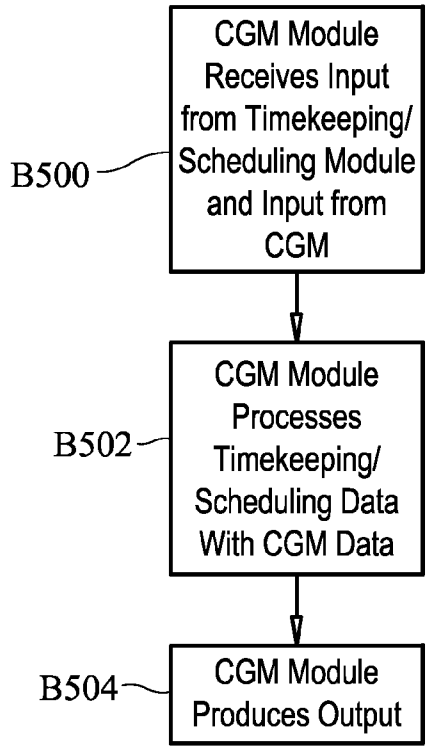 CGM Module
Receives Input
from Timekeeping/
Scheduling Module
and Input from
CGM
B500
CGM Module
Processes
Timekeeping/
Scheduling Data
With CGM Data
B502
CGM Module
Produces Output
B504